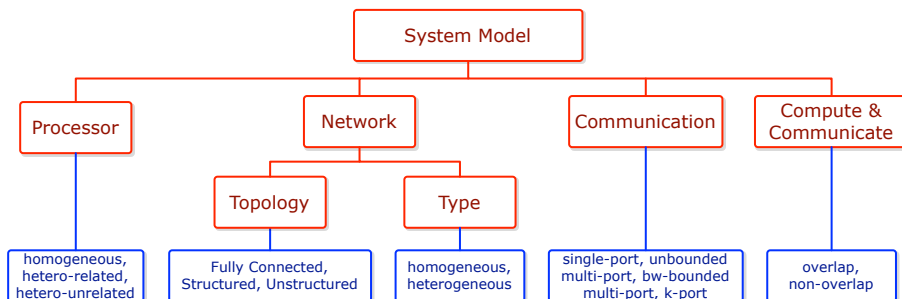 System Model
Processor
Network
Communication
Compute &
Communicate
Topology
Type
homogeneous,
hetero-related,
hetero-unrelated
Fully Connected,
Structured, Unstructured
homogeneous,
heterogeneous
single-port, unbounded
multi-port, bw-bounded
multi-port, k-port
overlap,
non-overlap